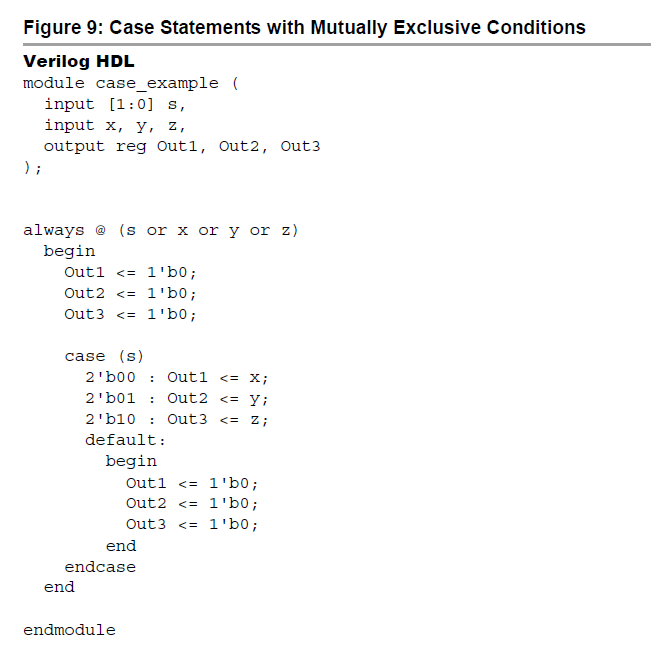 Figure 9: Case Statements with Mutually Exclusive Conditions
Verilog HDL
module case_example (
  input [1:0] s,
  input x, y, z,
  output reg Out1, Out2, Out3
);
always @ (s or x or y or z)
  begin
    Out1 <= 1'b0;
    Out2 <= 1'b0;
    Out3 <= 1'b0;
    case (s)
      2'b00 : Out1 <= x;
      2'b01 : Out2 <= y;
      2'b10 : Out3 <= z;
      default:
        begin
          Out1 <= 1'b0;
          Out2 <= 1'b0;
          Out3 <= 1'b0;
        end
    endcase
  end
endmodule